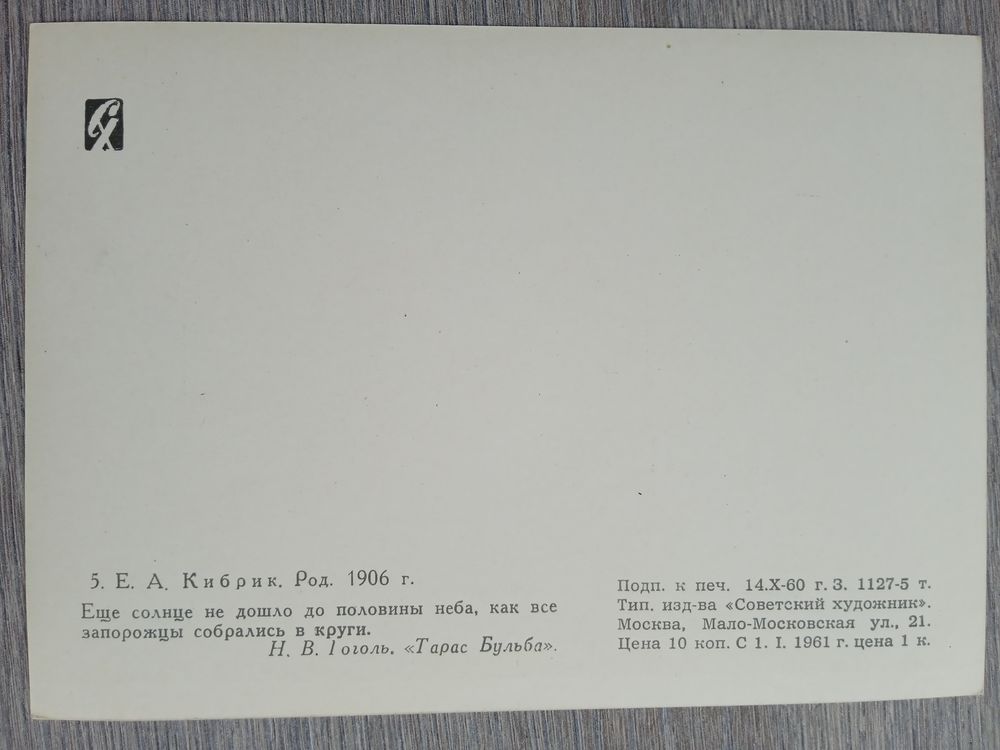 СХ
5. Е. А. Кибрик. Род. 1906 г.
Еще солнце не дошло до половины неба, как все
запорожцы собрались в круги.
Н. В. Гоголь. «Тарас Бульба».
Подп. к печ. 14.X-60 г. З. 1127-5 т.
Тип. изд-ва «Советский художник».
Москва, Мало-Московская ул., 21.
Цена 10 коп. С 1. I. 1961 г. цена 1 к.